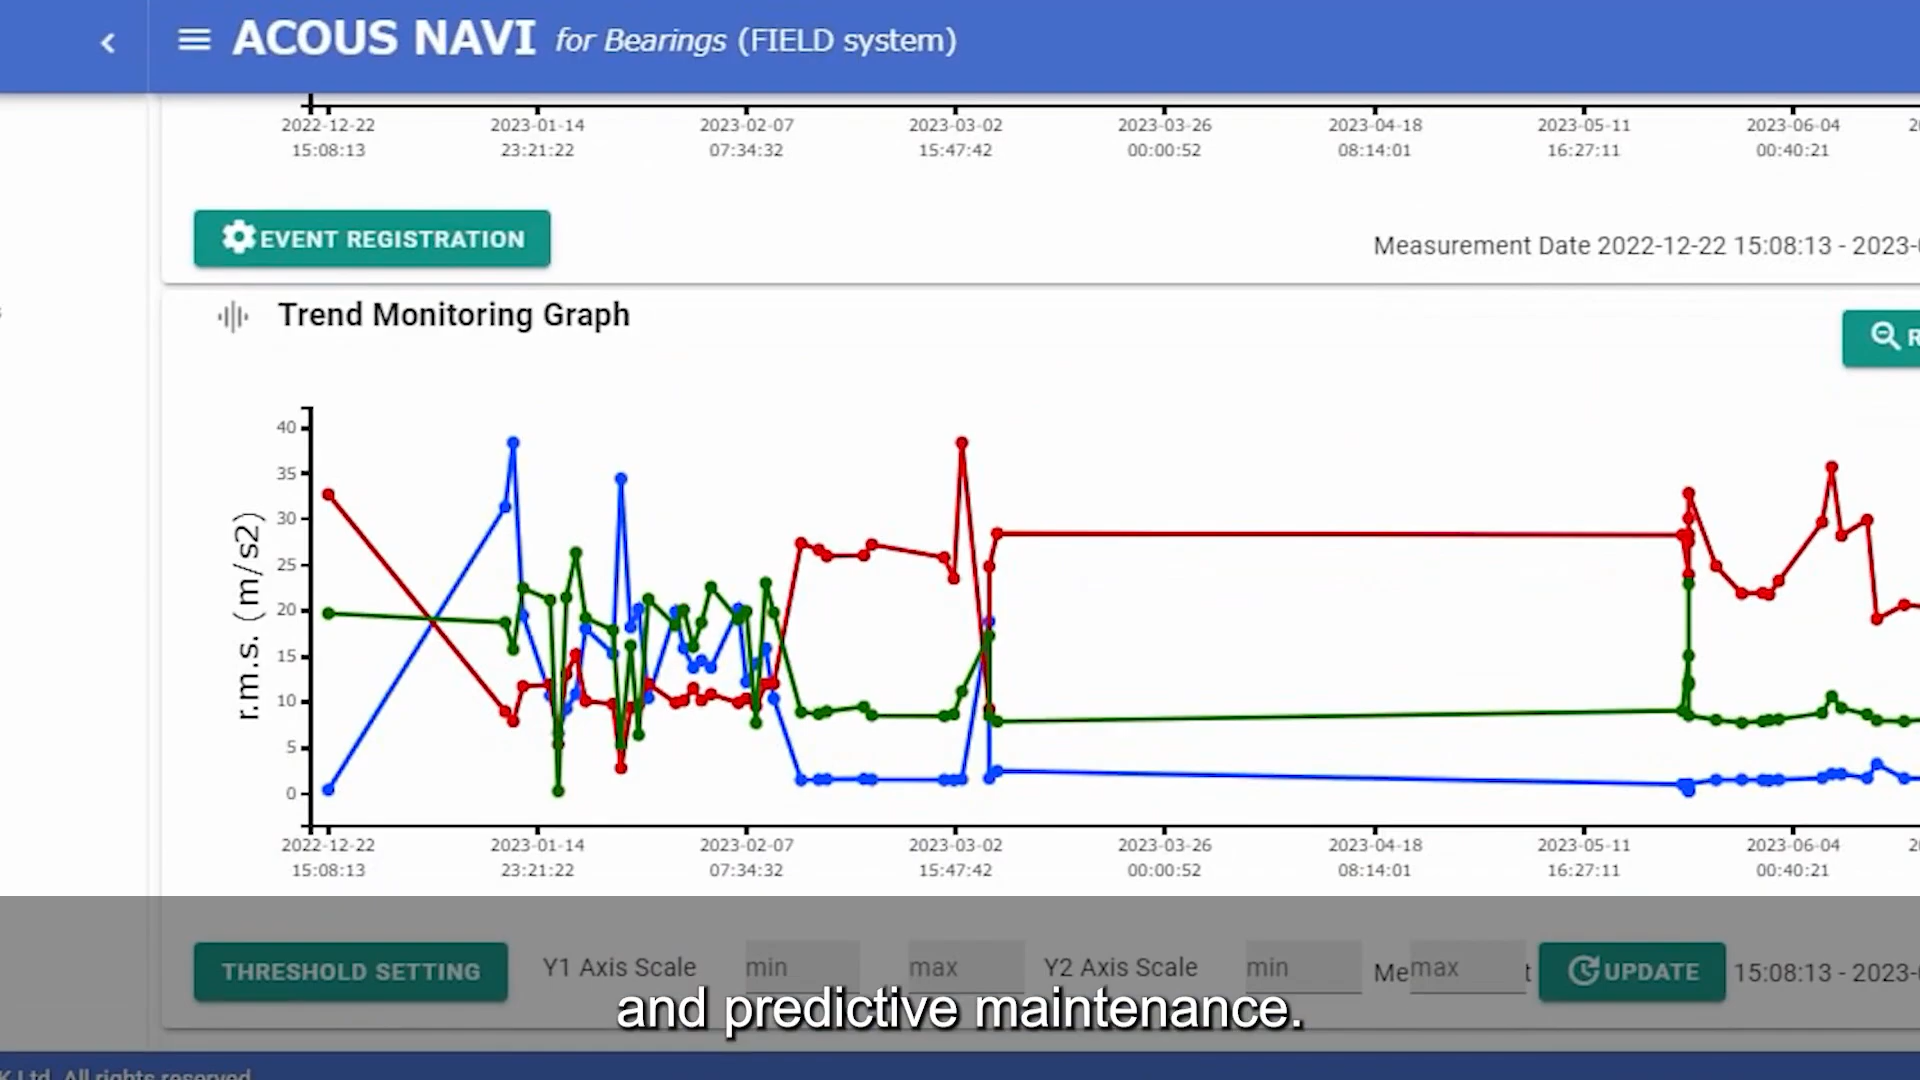 ACOUS NAVI for Bearings (FIELD system)
2022-12-22 2023-01-14 2023-02-07 2023-03-02 2023-03-26 2023-04-18 2023-05-11 2023-06-04
15:08:13 23:21:22 07:34:32 15:47:42 00:00:52 08:14:01 16:27:11 00:40:21
EVENT REGISTRATION
Measurement Date 2022-12-22 15:08:13 - 2023-
Trend Monitoring Graph
R
r.m.s. (m/s2)
40
35
30
25
20
15
10
5
0
2022-12-22 2023-01-14 2023-02-07 2023-03-02 2023-03-26 2023-04-18 2023-05-11 2023-06-04
15:08:13 23:21:22 07:34:32 15:47:42 00:00:52 08:14:01 16:27:11 00:40:21
THRESHOLD SETTING Y1 Axis Scale min max Y2 Axis Scale min Me max t UPDATE 15:08:13 - 2023-
and predictive maintenance.
K Ltd. All rights reserved